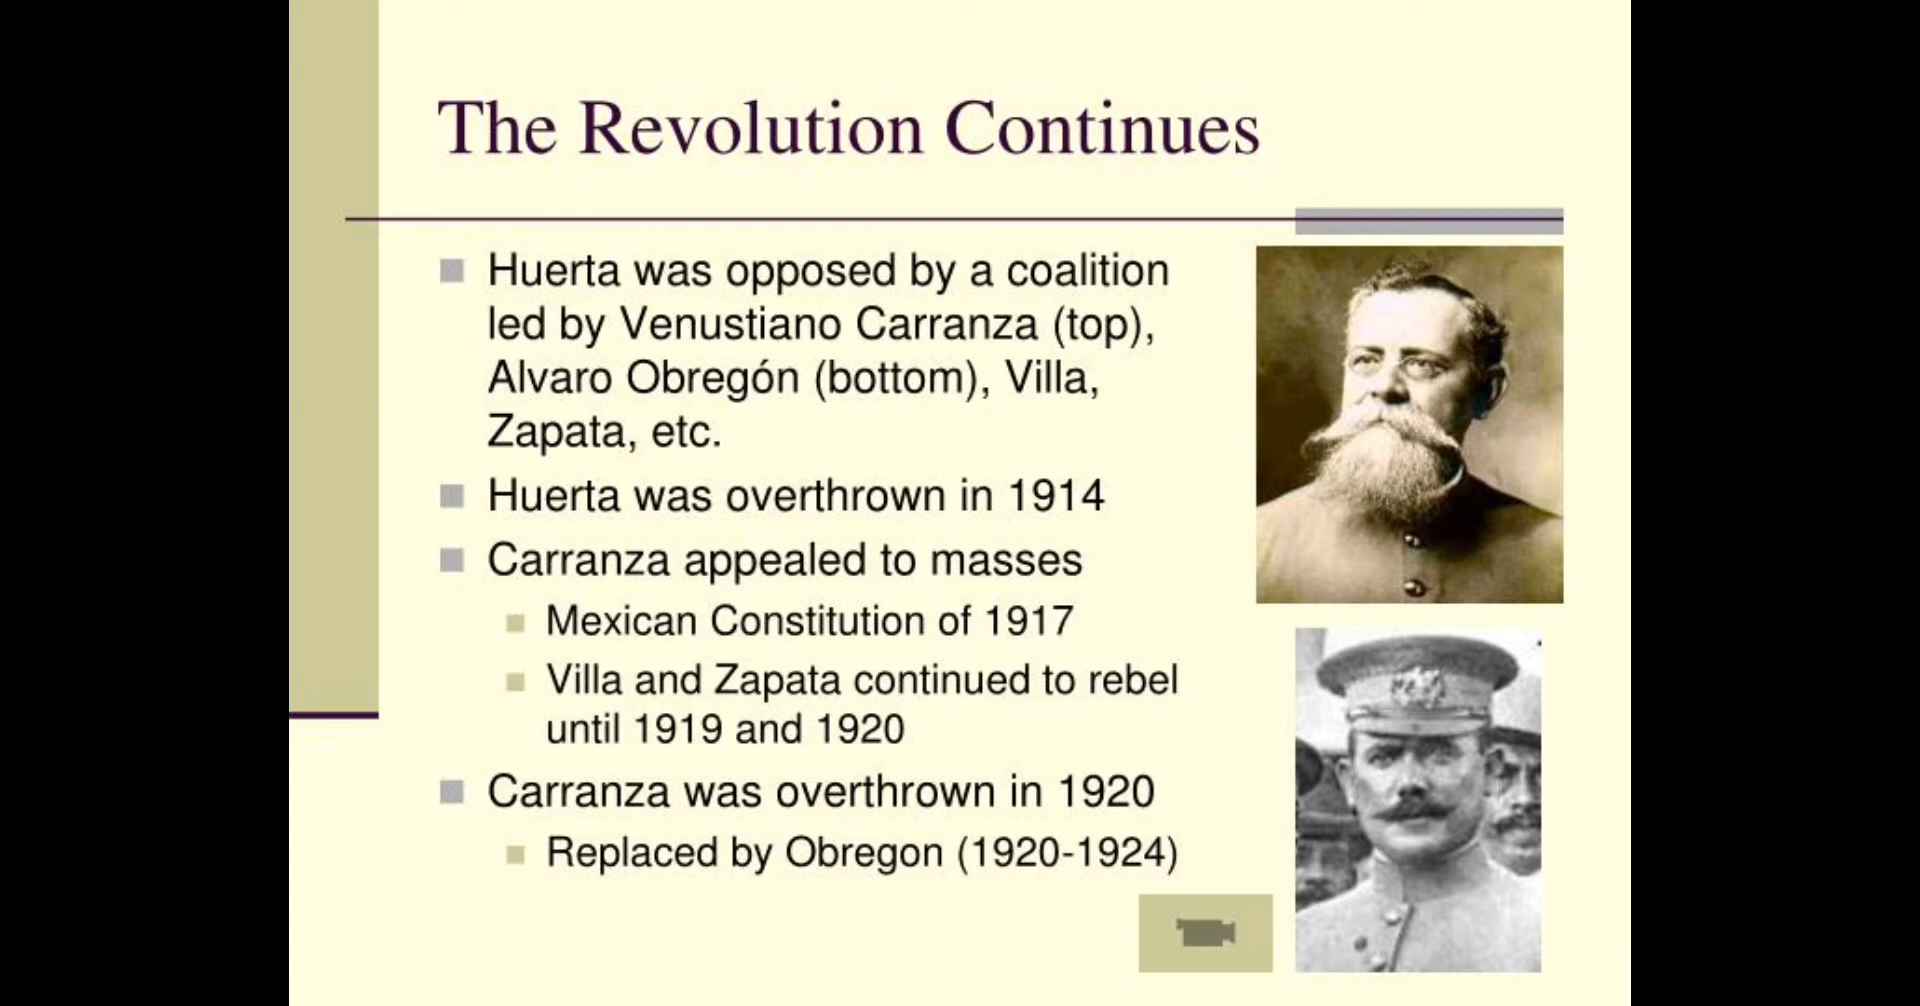 The Revolution Continues
Huerta was opposed by a coalition
led by Venustiano Carranza (top),
Alvaro Obregón (bottom), Villa,
Zapata, etc.
Huerta was overthrown in 1914
Carranza appealed to masses
Mexican Constitution of 1917
Villa and Zapata continued to rebel
until 1919 and 1920
Carranza was overthrown in 1920
Replaced by Obregon (1920-1924)